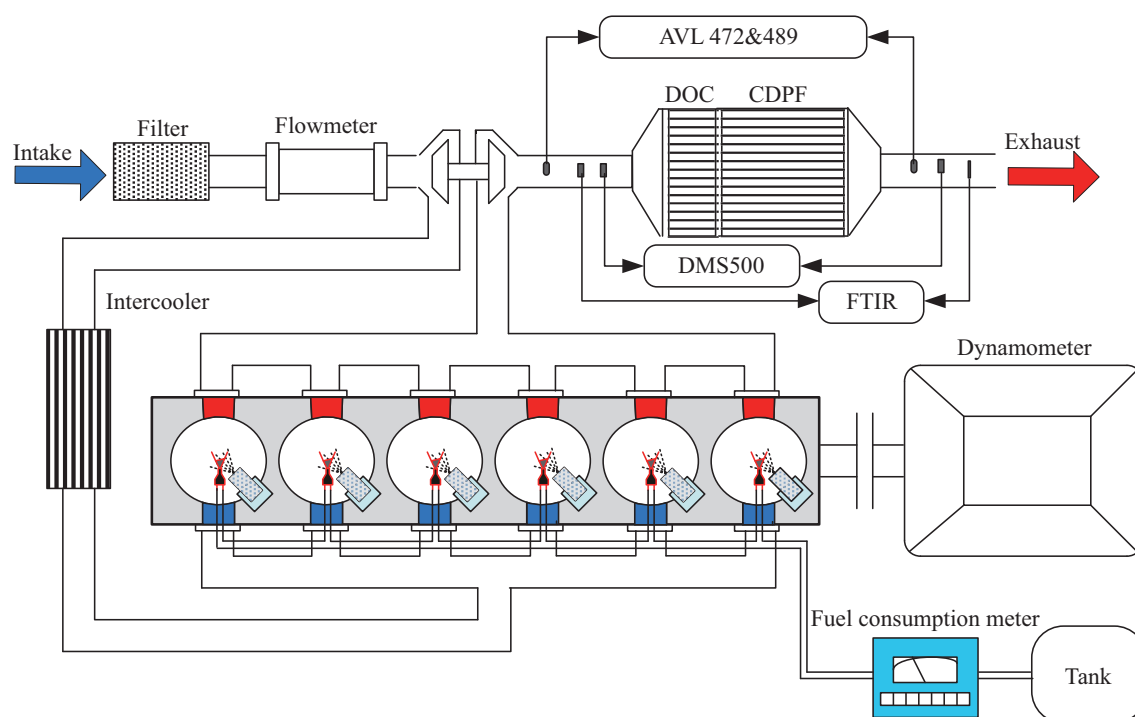 AVL 472&489
DOC
CDPF
Filter
Flowmeter
Intake
Exhaust
DMS500
FTIR
Intercooler
Dynamometer
Fuel consumption meter
Tank